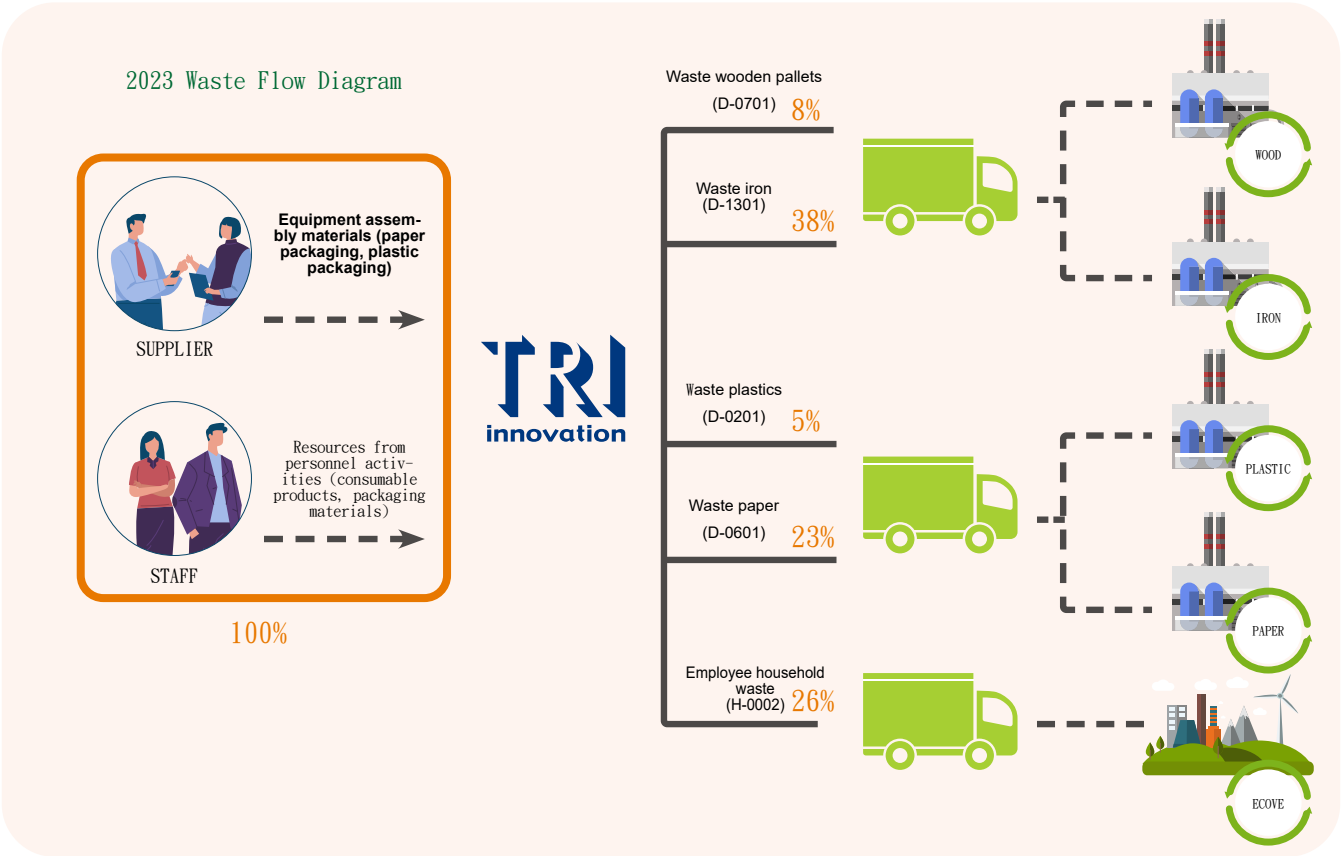 2023 Waste Flow Diagram
Equipment assem-
bly materials (paper
packaging, plastic
packaging)
SUPPLIER
Resources from
personnel activ-
ities (consumable
products, packaging
materials)
STAFF
100%
TRI
innovation
Waste wooden pallets
(D-0701) 8%
Waste iron
(D-1301)
38%
Waste plastics
(D-0201) 5%
Waste paper
(D-0601) 23%
Employee household
waste
(H-0002) 26%
WOOD
IRON
PLASTIC
PAPER
ECOVE